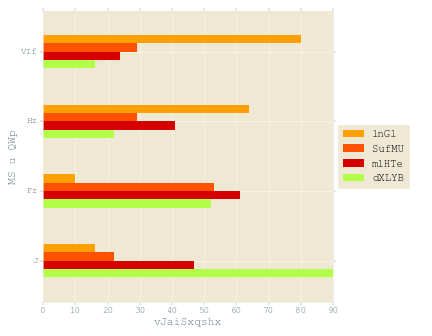 VIf
Hz
Fz
J
MS u QWp
0 10 20 30 40 50 60 70 80 90
vJaiSxqshx
lnGl
SufMU
mlHTe
dXLYB